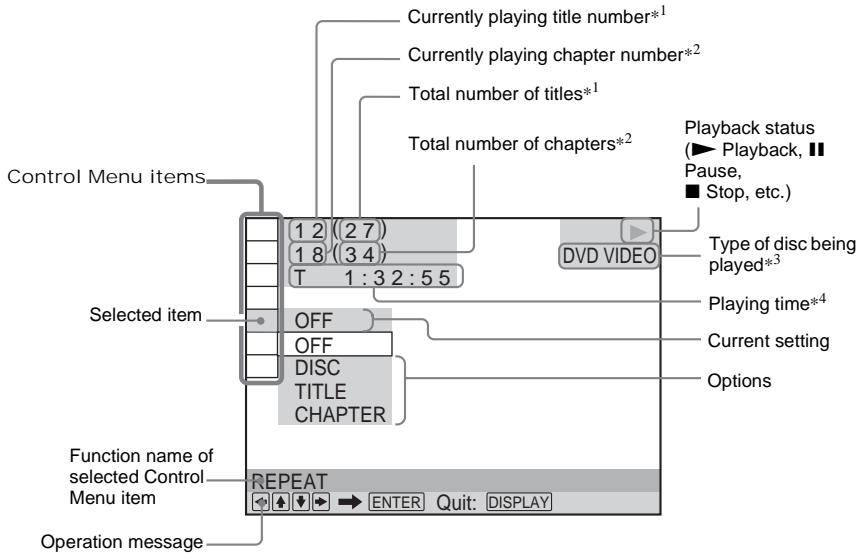 Currently playing title number*1
Currently playing chapter number*2
Total number of titles*1
Total number of chapters*2
Playback status
(▶ Playback, ⏸
Pause,
■ Stop, etc.)
Control Menu items
12(27)
18(34)
T 1:32:55
▶
DVD VIDEO
Type of disc being
played*3
Playing time*4
Selected item
OFF
Current setting
OFF
DISC
TITLE
CHAPTER
Options
Function name of
selected Control
Menu item
REPEAT
←↑↓→ ➡ ENTER Quit: DISPLAY
Operation message